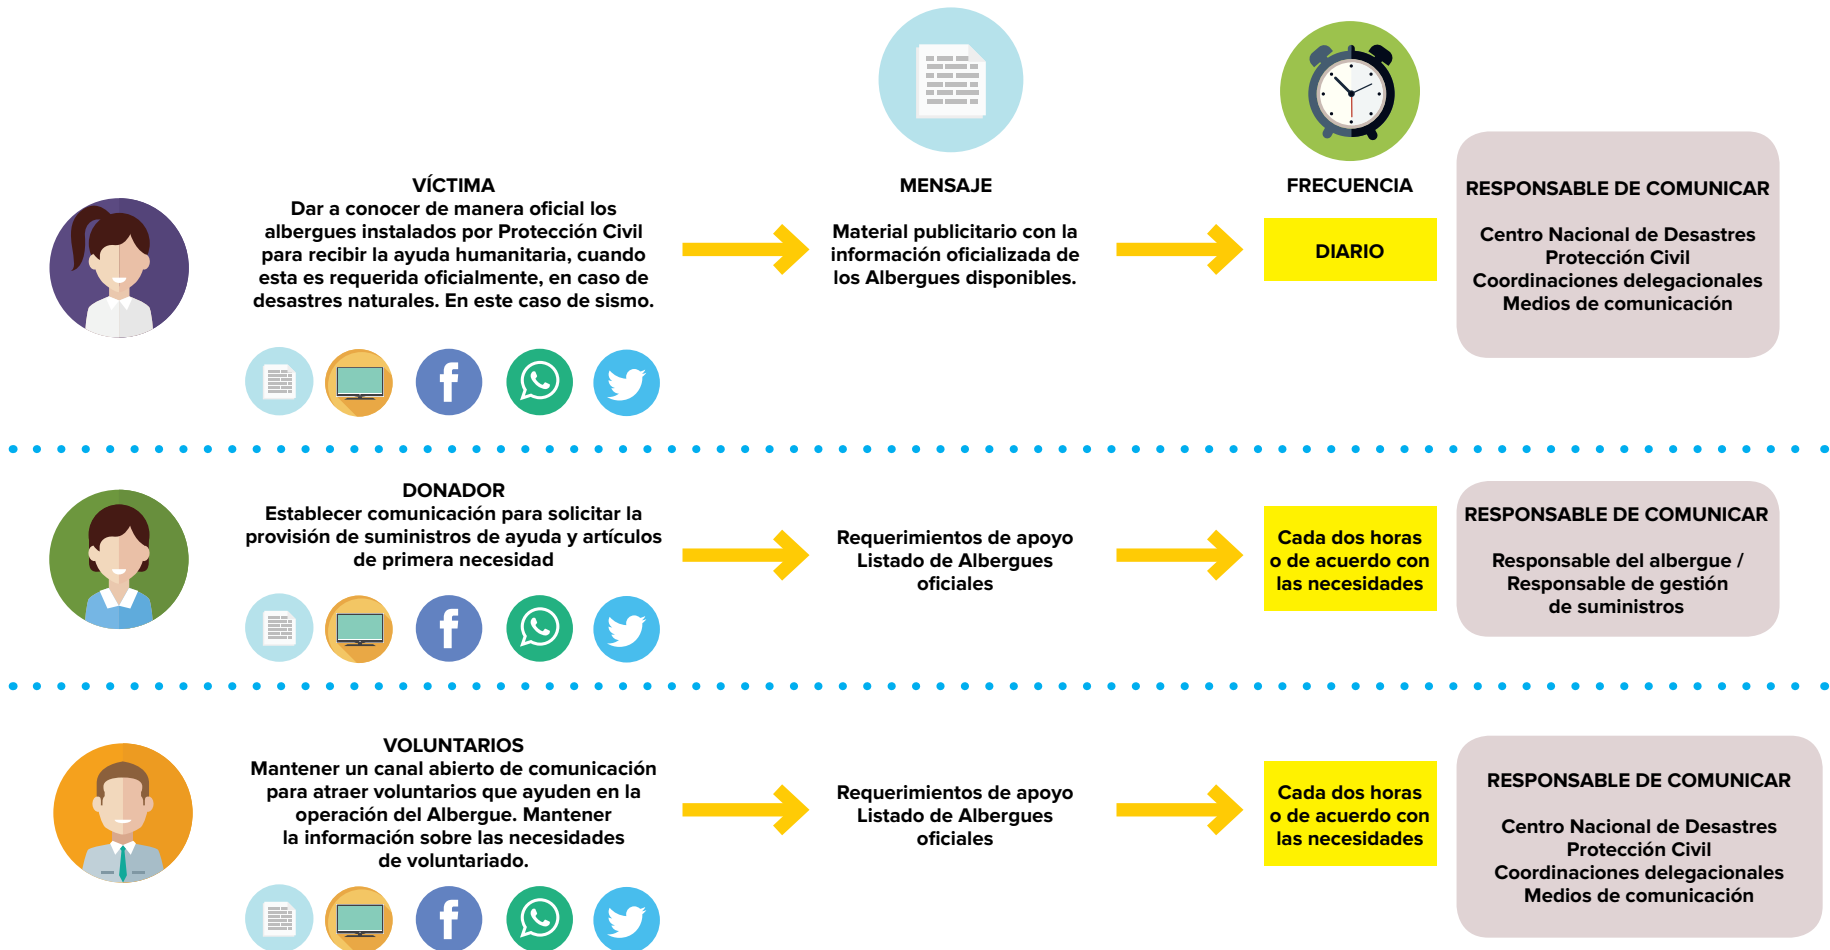 VÍCTIMA
Dar a conocer de manera oficial los
albergues instalados por Protección Civil
para recibir la ayuda humanitaria, cuando
esta es requerida oficialmente, en caso de
desastres naturales. En este caso de sismo.
MENSAJE
Material publicitario con la
información oficializada de
los Albergues disponibles.
FRECUENCIA
DIARIO
RESPONSABLE DE COMUNICAR
Centro Nacional de Desastres
Protección Civil
Coordinaciones delegacionales
Medios de comunicación
DONADOR
Establecer comunicación para solicitar la
provisión de suministros de ayuda y artículos
de primera necesidad
Requerimientos de apoyo
Listado de Albergues
oficiales
Cada dos horas
o de acuerdo con
las necesidades
RESPONSABLE DE COMUNICAR
Responsable del albergue /
Responsable de gestión
de suministros
VOLUNTARIOS
Mantener un canal abierto de comunicación
para atraer voluntarios que ayuden en la
operación del Albergue. Mantener
la información sobre las necesidades
de voluntariado.
Requerimientos de apoyo
Listado de Albergues
oficiales
Cada dos horas
o de acuerdo con
las necesidades
RESPONSABLE DE COMUNICAR
Centro Nacional de Desastres
Protección Civil
Coordinaciones delegacionales
Medios de comunicación